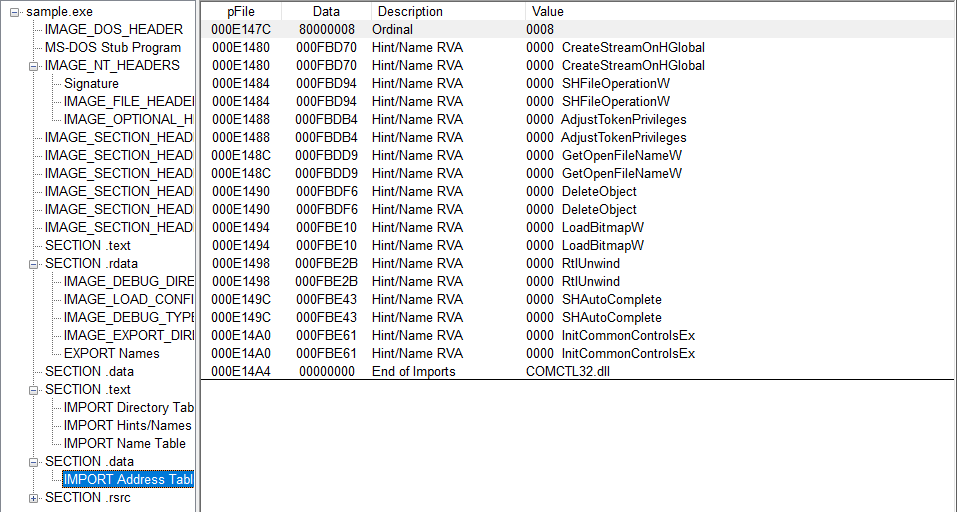 sample.exe
IMAGE_DOS_HEADER
MS-DOS Stub Program
IMAGE_NT_HEADERS
Signature
IMAGE_FILE_HEADE
IMAGE_OPTIONAL_H
IMAGE_SECTION_HEAD
IMAGE_SECTION_HEAD
IMAGE_SECTION_HEAD
IMAGE_SECTION_HEAD
IMAGE_SECTION_HEAD
IMAGE_SECTION_HEAD
SECTION .text
SECTION .rdata
IMAGE_DEBUG_DIRE
IMAGE_LOAD_CONFI
IMAGE_DEBUG_TYPE
IMAGE_EXPORT_DIR
EXPORT Names
SECTION .data
SECTION .text
IMPORT Directory Tab
IMPORT Hints/Names
IMPORT Name Table
SECTION .data
IMPORT Address Tabl
SECTION .rsrc
pFile Data Description Value
000E147C 80000008 Ordinal 0008
000E1480 000FBD70 Hint/Name RVA 0000 CreateStreamOnHGlobal
000E1480 000FBD70 Hint/Name RVA 0000 CreateStreamOnHGlobal
000E1484 000FBD94 Hint/Name RVA 0000 SHFileOperationW
000E1484 000FBD94 Hint/Name RVA 0000 SHFileOperationW
000E1488 000FBDB4 Hint/Name RVA 0000 AdjustTokenPrivileges
000E1488 000FBDB4 Hint/Name RVA 0000 AdjustTokenPrivileges
000E148C 000FBDD9 Hint/Name RVA 0000 GetOpenFileNameW
000E148C 000FBDD9 Hint/Name RVA 0000 GetOpenFileNameW
000E1490 000FBDF6 Hint/Name RVA 0000 DeleteObject
000E1490 000FBDF6 Hint/Name RVA 0000 DeleteObject
000E1494 000FBE10 Hint/Name RVA 0000 LoadBitmapW
000E1494 000FBE10 Hint/Name RVA 0000 LoadBitmapW
000E1498 000FBE2B Hint/Name RVA 0000 RtlUnwind
000E1498 000FBE2B Hint/Name RVA 0000 RtlUnwind
000E149C 000FBE43 Hint/Name RVA 0000 SHAutoComplete
000E149C 000FBE43 Hint/Name RVA 0000 SHAutoComplete
000E14A0 000FBE61 Hint/Name RVA 0000 InitCommonControlsEx
000E14A0 000FBE61 Hint/Name RVA 0000 InitCommonControlsEx
000E14A4 00000000 End of Imports COMCTL32.dll